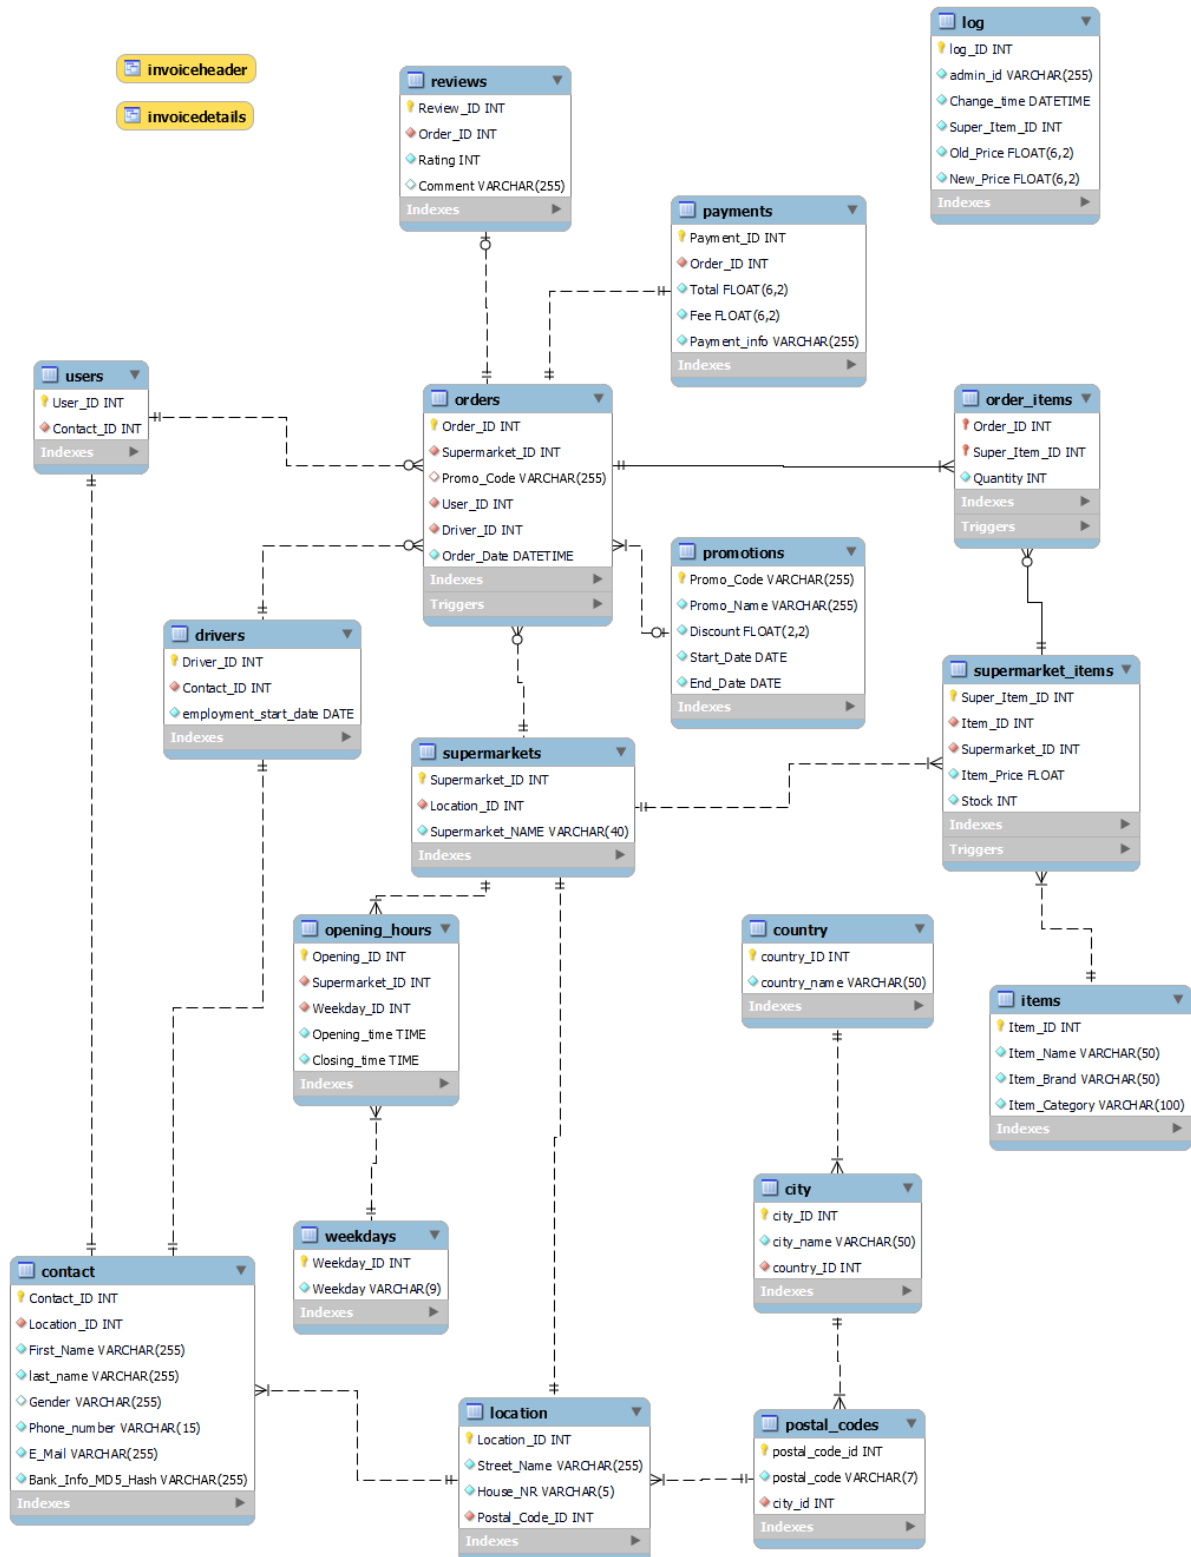 invoiceheader
invoicedetails
log
log_ID INT
admin_id VARCHAR(255)
Change_time DATETIME
Super_Item_ID INT
Old_Price FLOAT(6,2)
New_Price FLOAT(6,2)
Indexes
reviews
Review_ID INT
Order_ID INT
Rating INT
Comment VARCHAR(255)
Indexes
payments
Payment_ID INT
Order_ID INT
Total FLOAT(6,2)
Fee FLOAT(6,2)
Payment_info VARCHAR(255)
Indexes
users
User_ID INT
Contact_ID INT
Indexes
orders
Order_ID INT
Supermarket_ID INT
Promo_Code VARCHAR(255)
User_ID INT
Driver_ID INT
Order_Date DATETIME
Indexes
Triggers
order_items
Order_ID INT
Super_Item_ID INT
Quantity INT
Indexes
Triggers
promotions
Promo_Code VARCHAR(255)
Promo_Name VARCHAR(255)
Discount FLOAT(2,2)
Start_Date DATE
End_Date DATE
Indexes
drivers
Driver_ID INT
Contact_ID INT
employment_start_date DATE
Indexes
supermarket_items
Super_Item_ID INT
Item_ID INT
Supermarket_ID INT
Item_Price FLOAT
Stock INT
Indexes
Triggers
supermarkets
Supermarket_ID INT
Location_ID INT
Supermarket_NAME VARCHAR(40)
Indexes
opening_hours
Opening_ID INT
Supermarket_ID INT
Weekday_ID INT
Opening_time TIME
Closing_time TIME
Indexes
country
country_ID INT
country_name VARCHAR(50)
Indexes
items
Item_ID INT
Item_Name VARCHAR(50)
Item_Brand VARCHAR(50)
Item_Category VARCHAR(100)
Indexes
city
city_ID INT
city_name VARCHAR(50)
country_ID INT
Indexes
weekdays
Weekday_ID INT
Weekday VARCHAR(9)
Indexes
contact
Contact_ID INT
Location_ID INT
First_Name VARCHAR(255)
last_name VARCHAR(255)
Gender VARCHAR(255)
Phone_number VARCHAR(15)
E_Mail VARCHAR(255)
Bank_Info_MD5_Hash VARCHAR(255)
Indexes
location
Location_ID INT
Street_Name VARCHAR(255)
House_NR VARCHAR(5)
Postal_Code_ID INT
Indexes
postal_codes
postal_code_id INT
postal_code VARCHAR(7)
city_id INT
Indexes